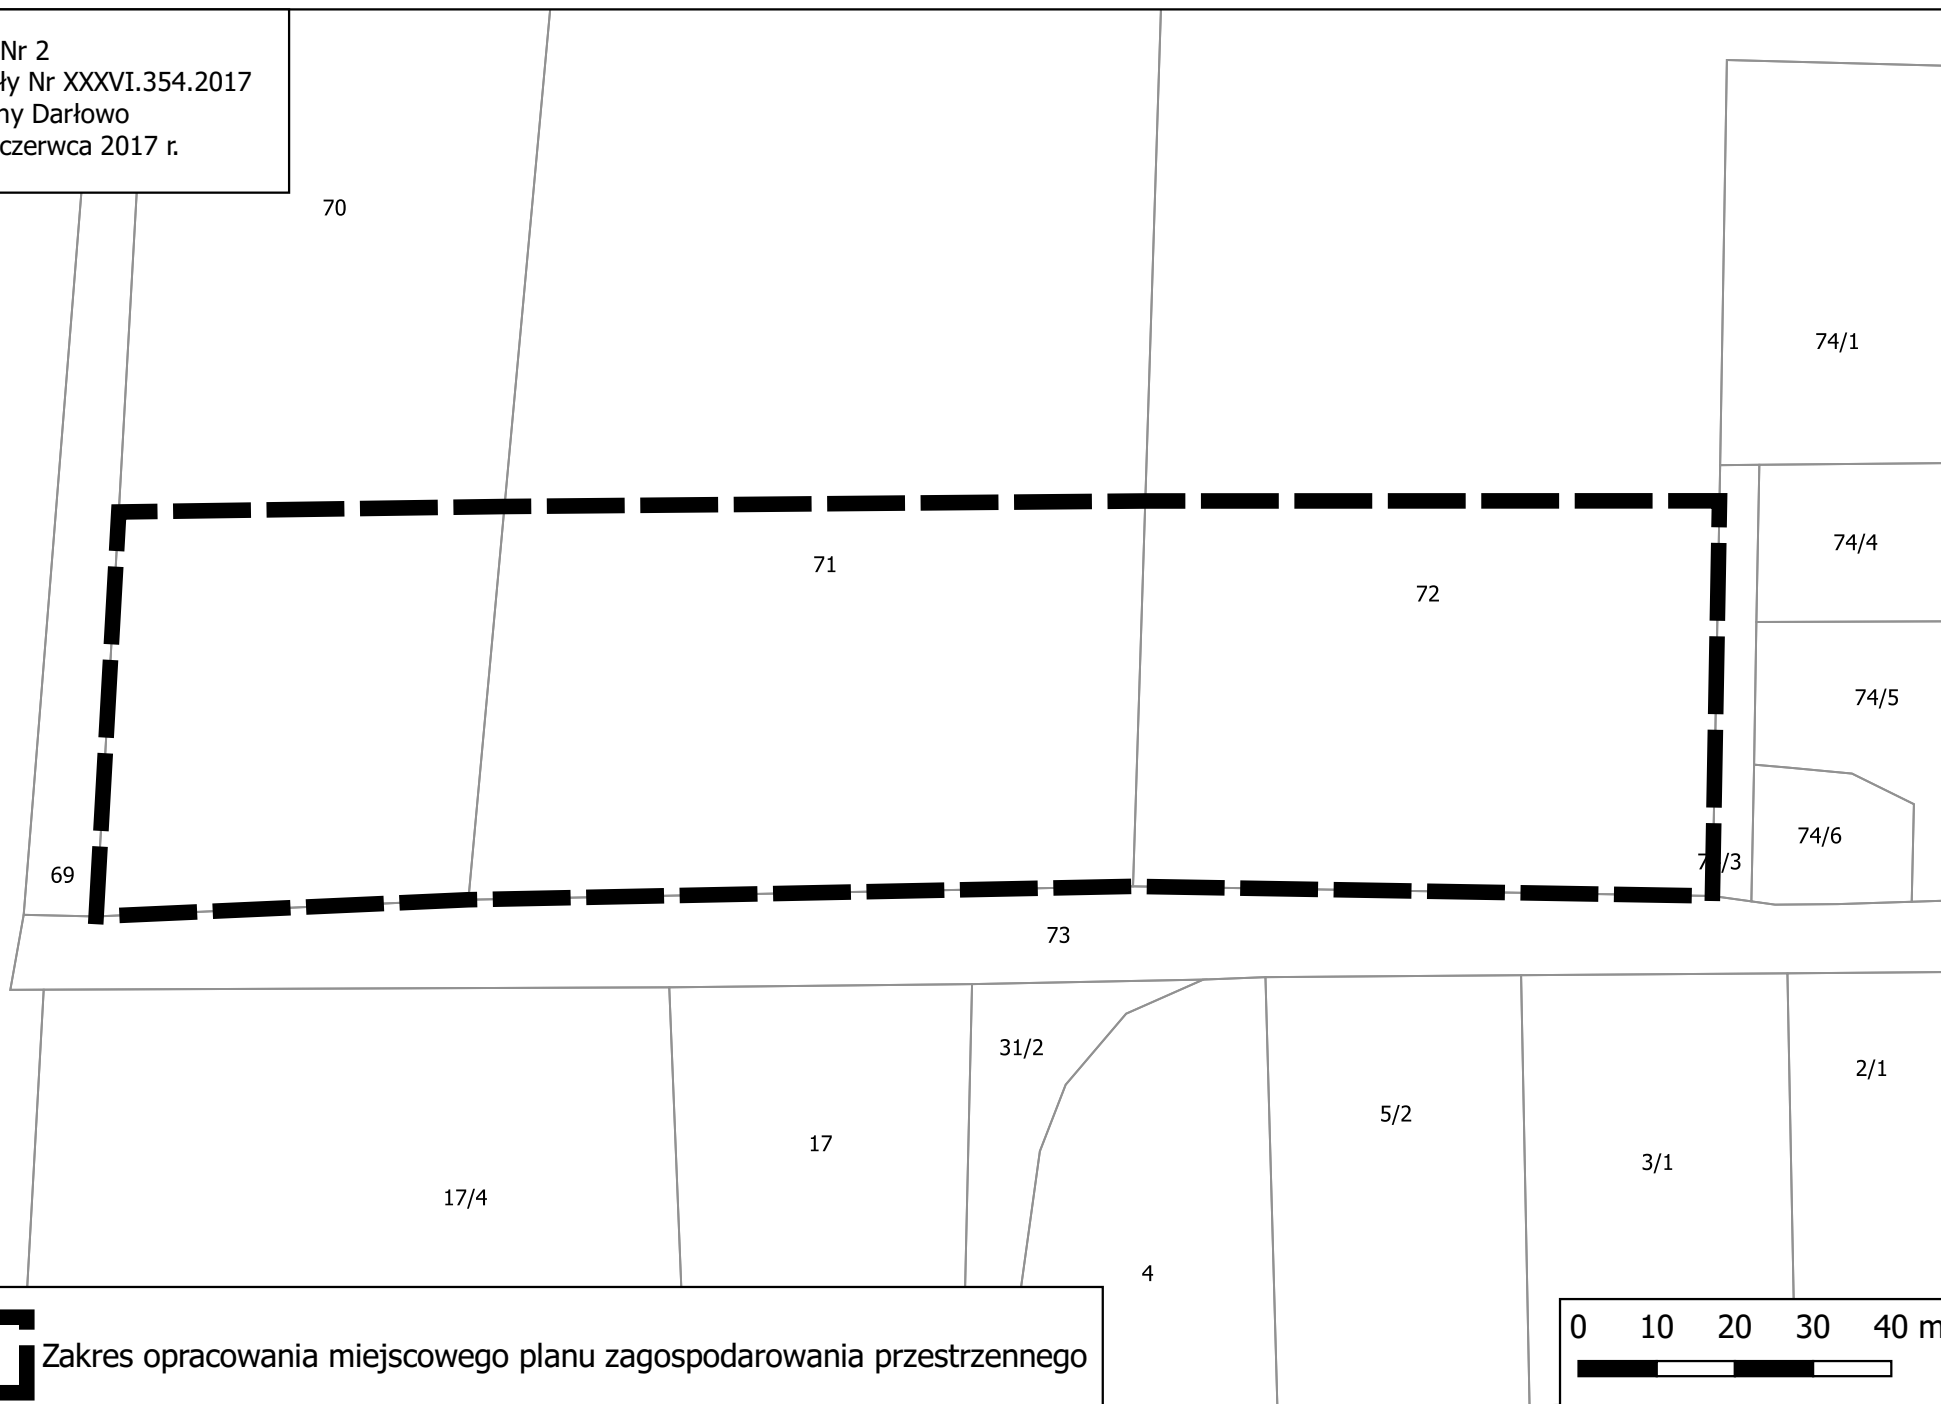 Nr 2
ły Nr XXXVI.354.2017
ny Darłowo
czerwca 2017 r.
70
74/1
74/4
71
72
74/5
74/6
/3
69
73
31/2
2/1
5/2
17
3/1
17/4
4
0 10 20 30 40 m
Zakres opracowania miejscowego planu zagospodarowania przestrzennego